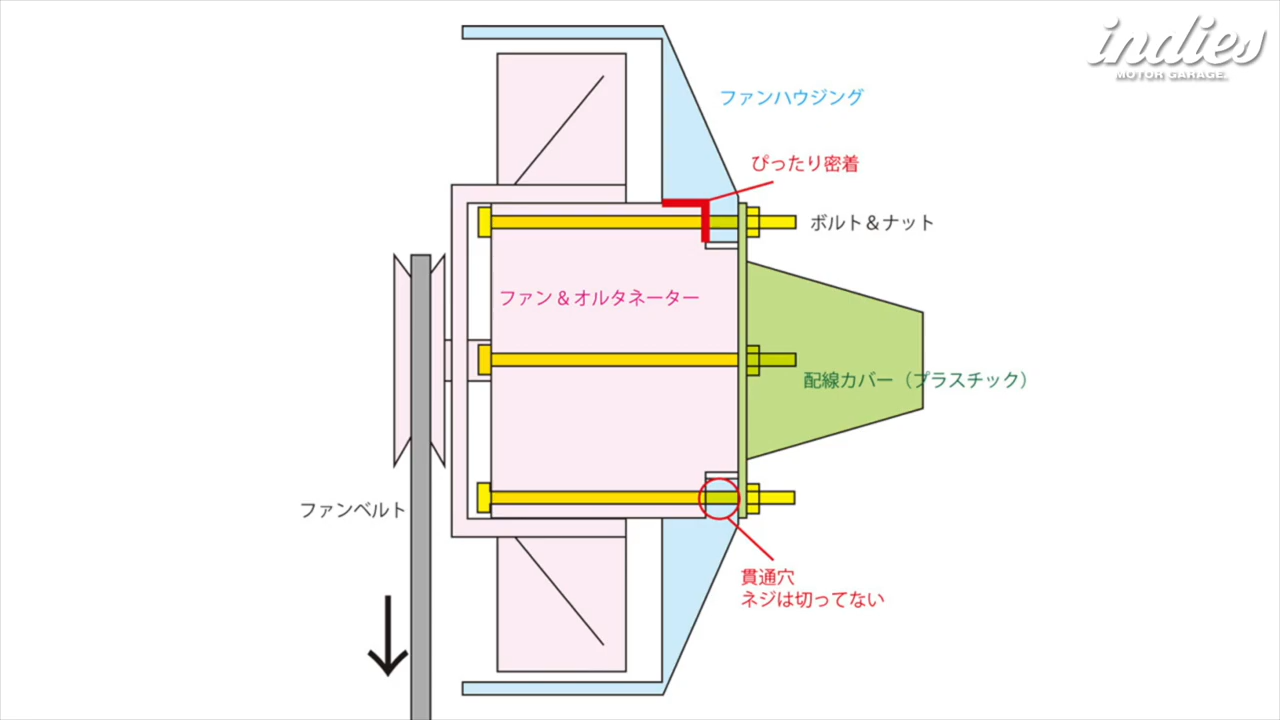 indies
MOTOR GARAGE.
ファンハウジング
ぴったり密着
ボルト＆ナット
ファン＆オルタネーター
配線カバー（プラスチック）
ファンベルト
貫通穴
ネジは切ってない